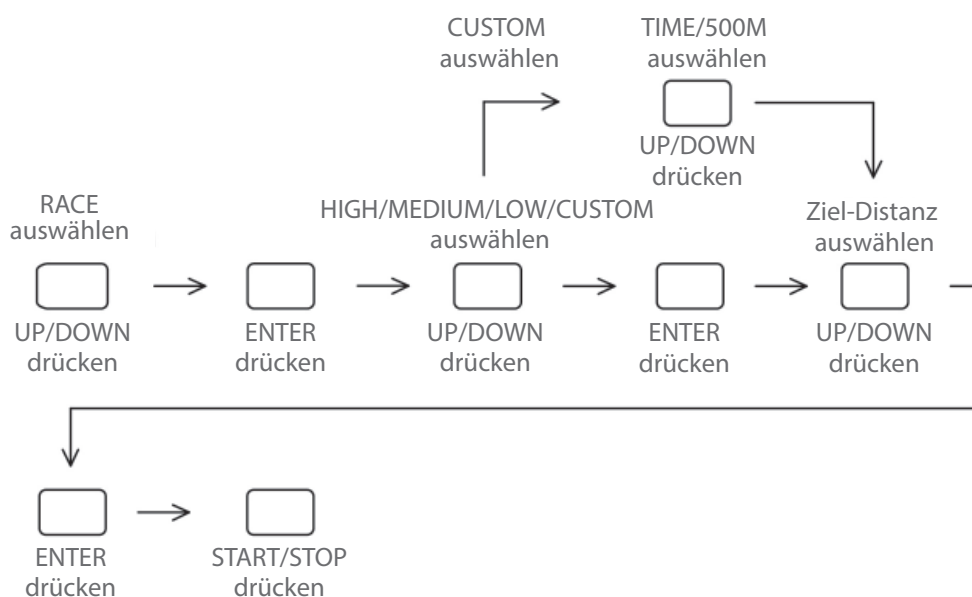 CUSTOM
auswählen
TIME/500M
auswählen
UP/DOWN
drücken
RACE
auswählen
HIGH/MEDIUM/LOW/CUSTOM
auswählen
Ziel-Distanz
auswählen
UP/DOWN
drücken
ENTER
drücken
UP/DOWN
drücken
ENTER
drücken
UP/DOWN
drücken
ENTER
drücken
START/STOP
drücken